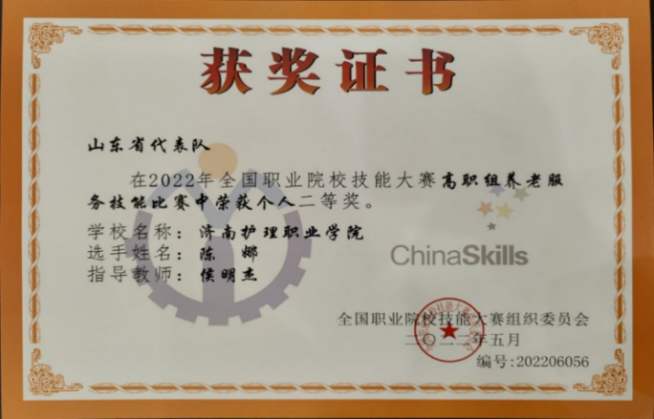 获奖证书
山东省代表队
在2022年全国职业院校技能大赛高职组养老服
务技能比赛中荣获个人二等奖。
学校名称：济南护理职业学院
选手姓名：陈 娜
指导教师：侯明杰
ChinaSkills
全国职业院校技能大赛组织委员会
二〇二二年五月
编号:202206056